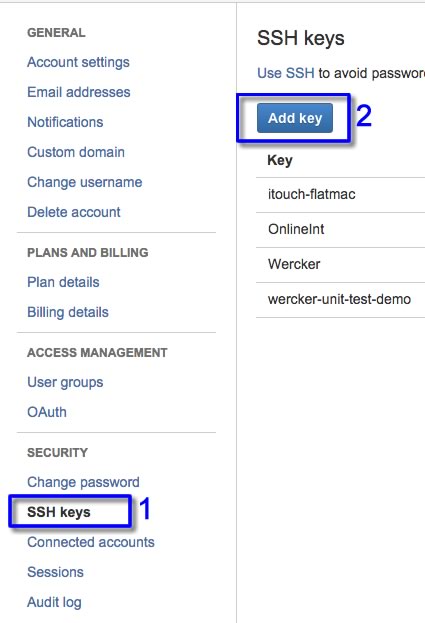 GENERAL
Account settings
Email addresses
Notifications
Custom domain
Change username
Delete account
PLANS AND BILLING
Plan details
Billing details
ACCESS MANAGEMENT
User groups
OAuth
SECURITY
Change password
SSH keys 1
Connected accounts
Sessions
Audit log
SSH keys
Use SSH to avoid passwor
Add key 2
Key
itouch-flatmac
OnlineInt
Wercker
wercker-unit-test-demo